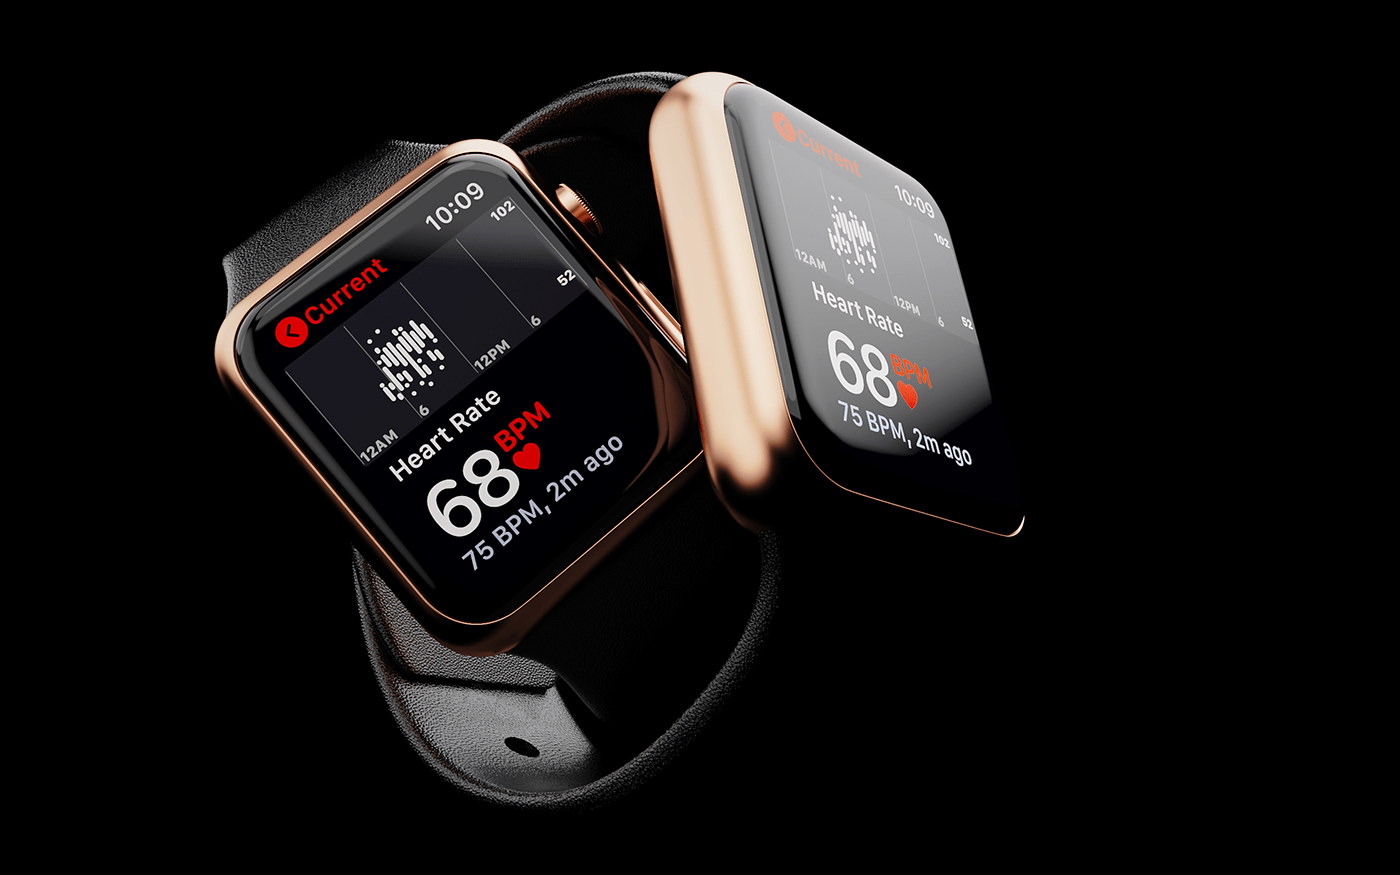 10:09
Current
102
52
12AM
6
12PM
6
Heart Rate
68 BPM
75 BPM, 2m ago
Current
10:09
102
52
12AM
6
12PM
6
Heart Rate
68 BPM
75 BPM, 2m ago